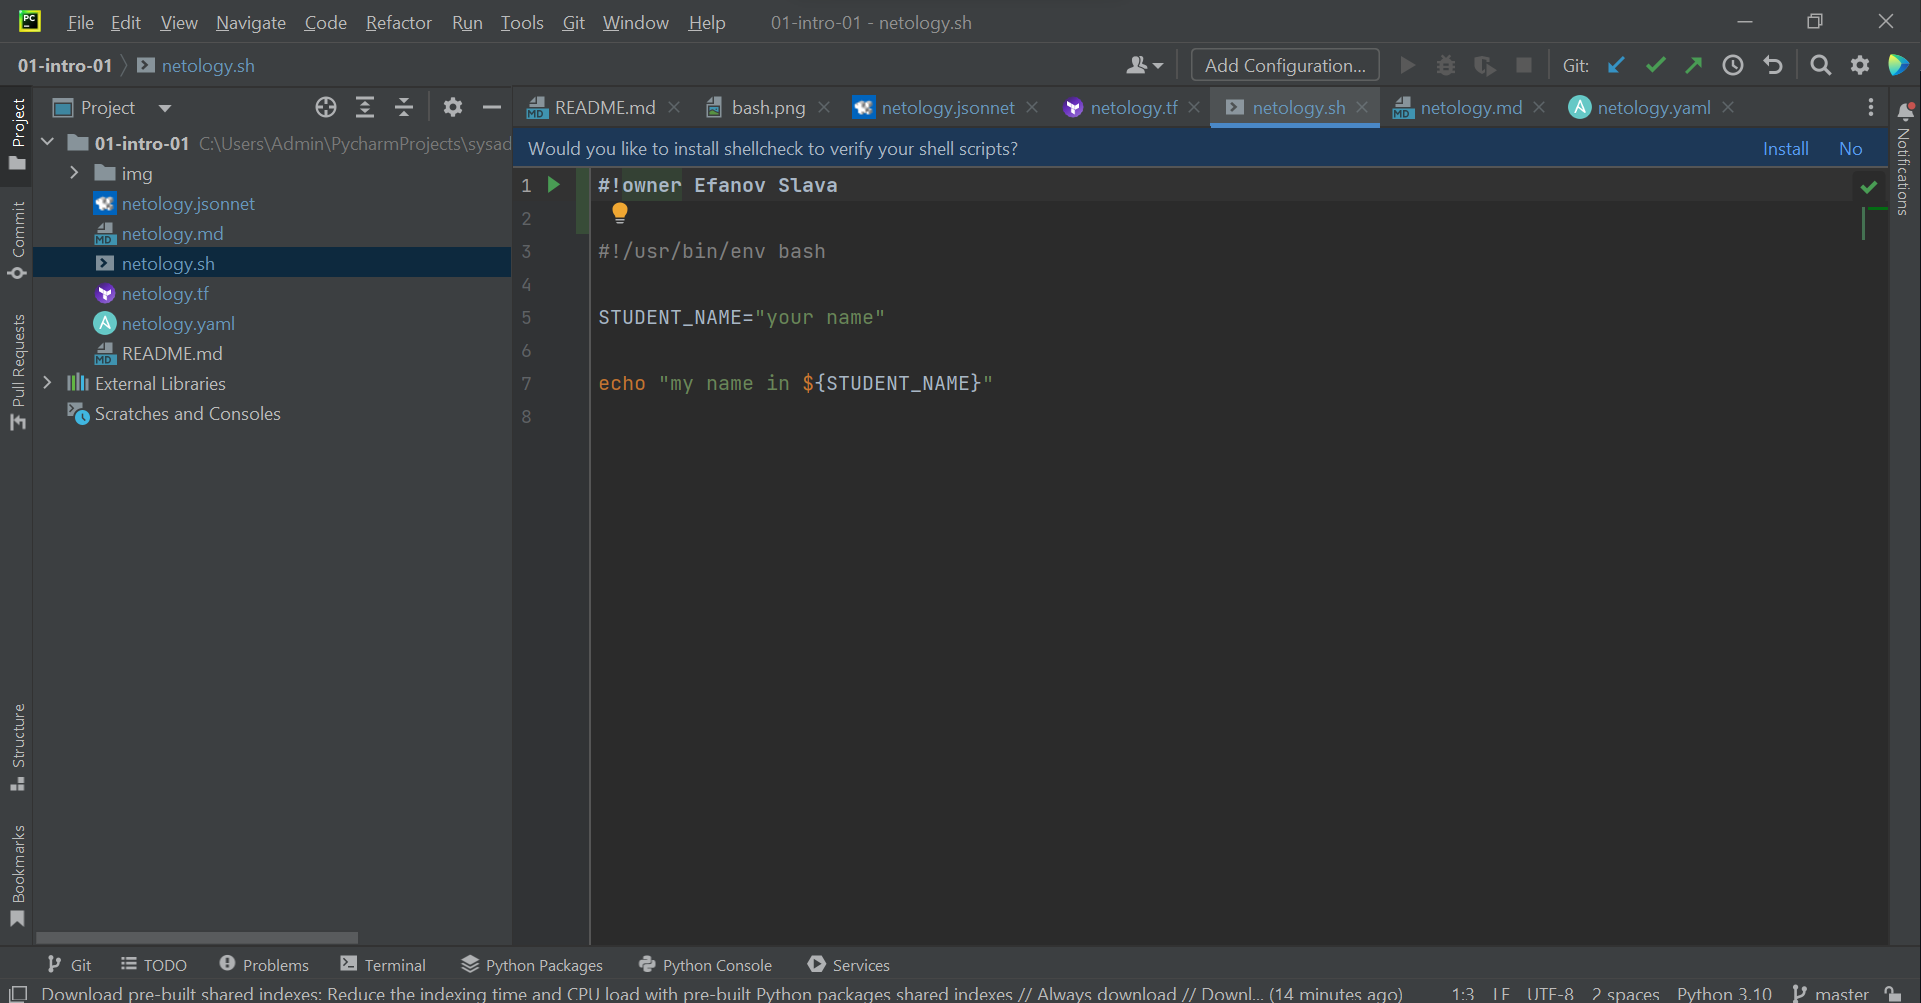 PC File Edit View Navigate Code Refactor Run Tools Git Window Help 01-intro-01 - netology.sh
01-intro-01 netology.sh Add Configuration... Git:
Project README.md bash.png netology.jsonnet netology.tf netology.sh netology.md netology.yaml
Would you like to install shellcheck to verify your shell scripts? Install No
Project
Commit
Pull Requests
Structure
Bookmarks
01-intro-01 C:\Users\Admin\PycharmProjects\sysad
img
netology.jsonnet
netology.md
netology.sh
netology.tf
netology.yaml
README.md
External Libraries
Scratches and Consoles
1 #!owner Efanov Slava
2
3 #!/usr/bin/env bash
4
5 STUDENT_NAME="your name"
6
7 echo "my name in ${STUDENT_NAME}"
8
Notifications
Git TODO Problems Terminal Python Packages Python Console Services
Download pre-built shared indexes: Reduce the indexing time and CPU load with pre-built Python packages shared indexes // Always download // Downl... (14 minutes ago) 1:3 LF UTF-8 2 spaces Python 3.10 master